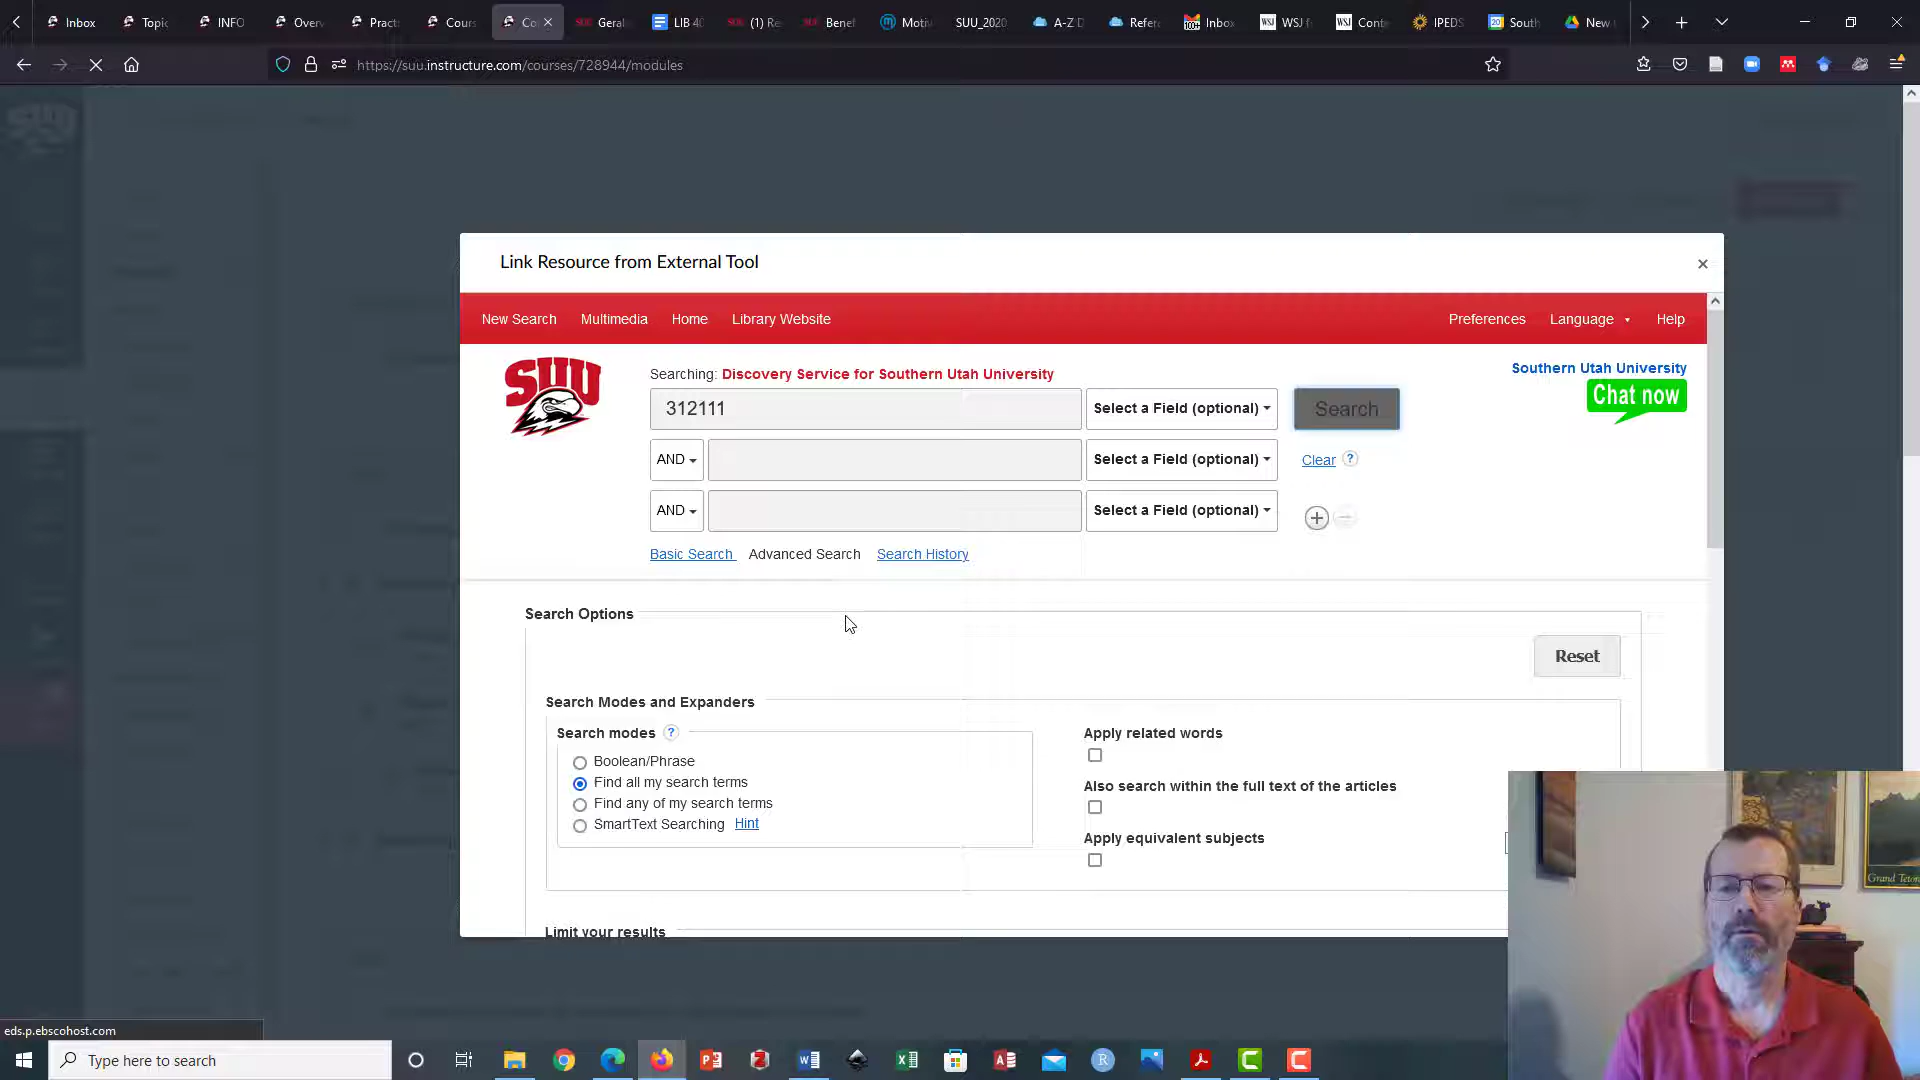 Inbox
Topic
INFO
Overv
Pract
Cours
Co
Geral
LIB 40
(1) Re
Benef
Motiv
SUU_2020
A-Z D
Refer
Inbox
WSJ
Conte
IPEDS
South
New
https://suu.instructure.com/courses/728944/modules
Link Resource from External Tool
New Search
Multimedia
Home
Library Website
Preferences
Language
Help
SUU
Searching: Discovery Service for Southern Utah University
Southern Utah University
Chat now
312111
Select a Field (optional)
Search
AND
Select a Field (optional)
Clear
AND
Select a Field (optional)
Basic Search
Advanced Search
Search History
Search Options
Reset
Search Modes and Expanders
Search modes
Boolean/Phrase
Find all my search terms
Find any of my search terms
SmartText Searching
Hint
Apply related words
Also search within the full text of the articles
Apply equivalent subjects
Limit your results
Grand Teton
eds.p.ebscohost.com
Type here to search